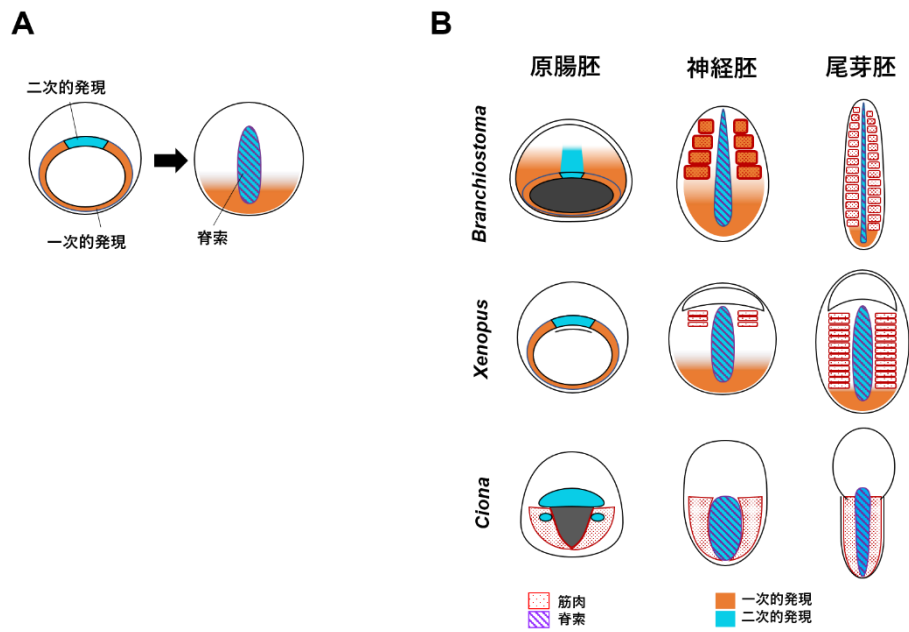 A
二次的発現
一次的発現
脊索
B
原腸胚
神経胚
尾芽胚
Branchiostoma
Xenopus
Ciona
筋肉
脊索
一次的発現
二次的発現